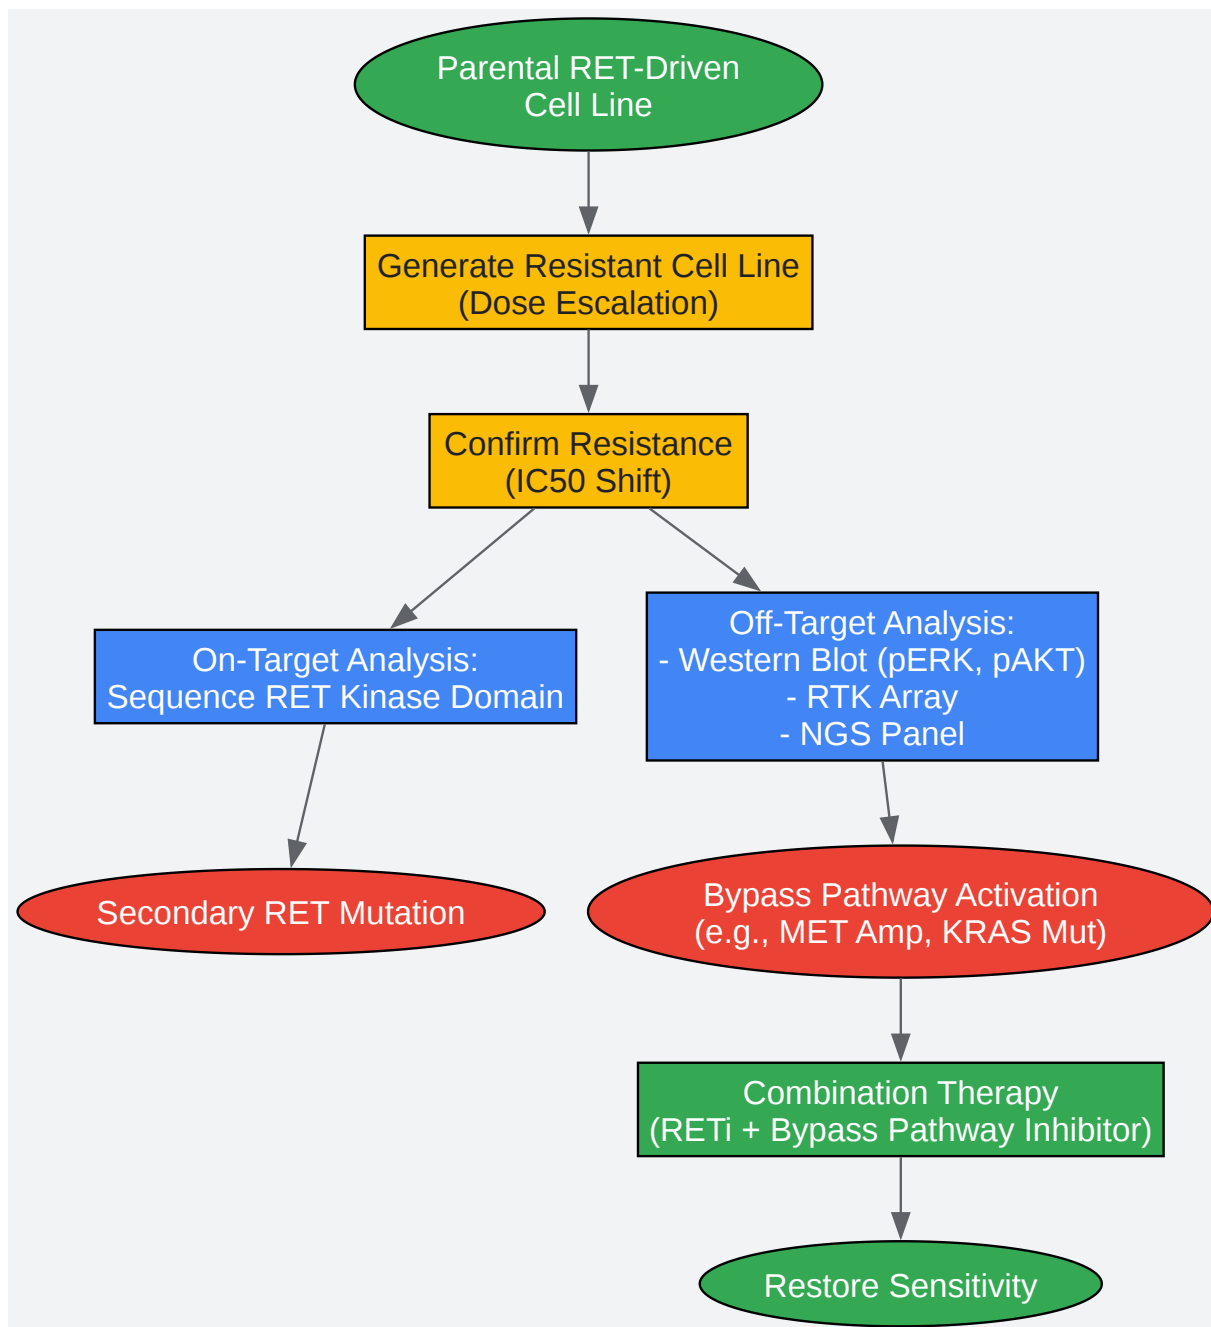 Parental RET-Driven
Cell Line
Generate Resistant Cell Line
(Dose Escalation)
Confirm Resistance
(IC50 Shift)
On-Target Analysis:
Sequence RET Kinase Domain
Off-Target Analysis:
- Western Blot (pERK, pAKT)
- RTK Array
- NGS Panel
Secondary RET Mutation
Bypass Pathway Activation
(e.g., MET Amp, KRAS Mut)
Combination Therapy
(RETi + Bypass Pathway Inhibitor)
Restore Sensitivity